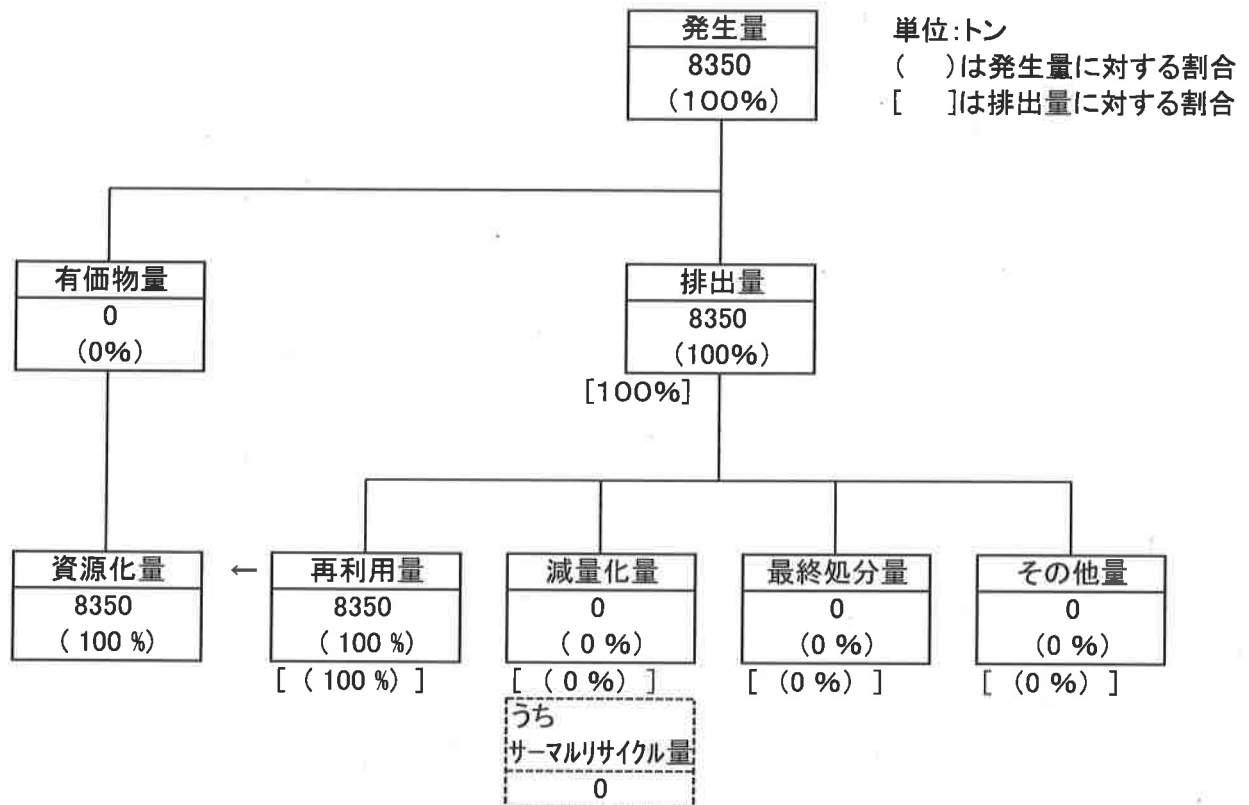 発生量
8350
(100%)
単位:トン
(　)は発生量に対する割合
[　]は排出量に対する割合
有価物量
0
(0%)
排出量
8350
(100%)
[100%]
資源化量
8350
( 100 %)
←
再利用量
8350
( 100 %)
[ ( 100 %) ]
減量化量
0
( 0 %)
[ ( 0 %) ]
うち
サーマルリサイクル量
0
最終処分量
0
(0 %)
[ (0 %) ]
その他量
0
(0 %)
[ (0 %) ]